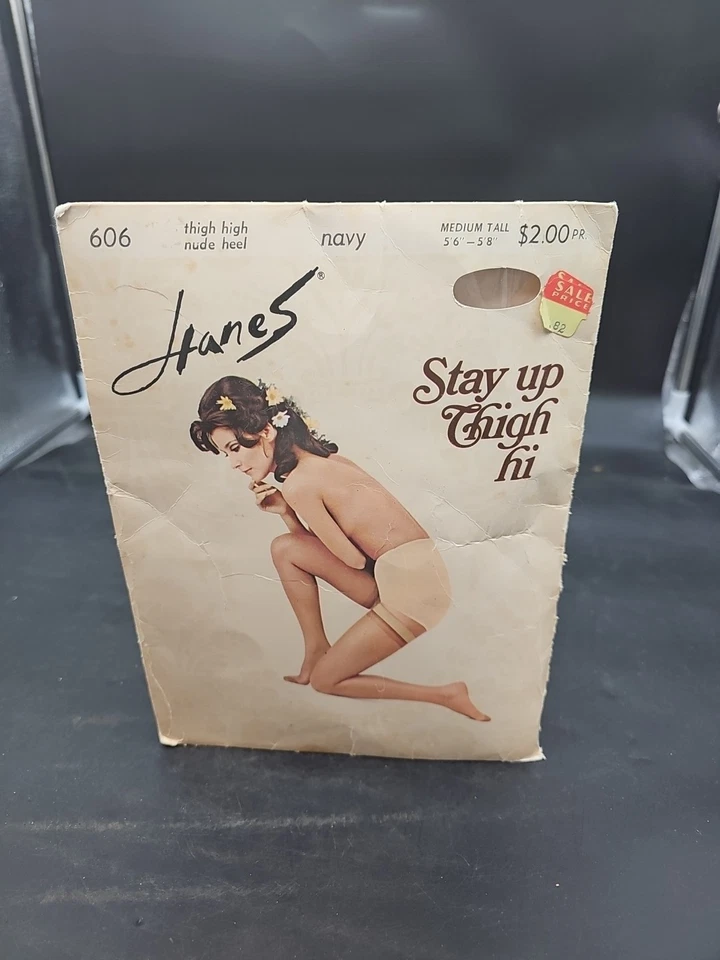 606
thigh high
nude heel
navy
MEDIUM TALL
5'6"—5'8"
$2.00 PR.
Hanes®
SALE
PRICE
.82
Stay up
Thigh
hi